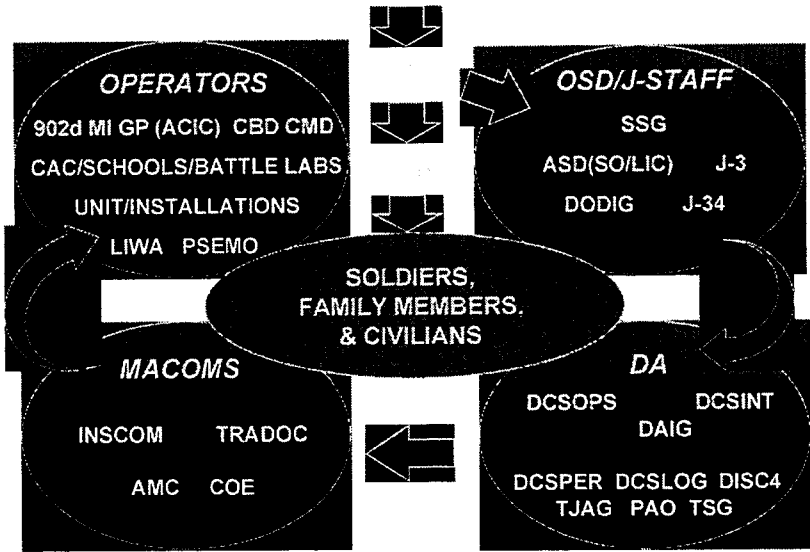 OPERATORS
902d MI GP (ACIC) CBD CMD
CAC/SCHOOLS/BATTLE LABS
UNIT/INSTALLATIONS
LIWA PSEMO
OSD/J-STAFF
SSG
ASD(SO/LIC) J-3
DODIG J-34
SOLDIERS,
FAMILY MEMBERS,
& CIVILIANS
MACOMS
INSCOM TRADOC
AMC COE
DA
DCSOPS DCSINT
DAIG
DCSPER DCSLOG DISC4
TJAG PAO TSG